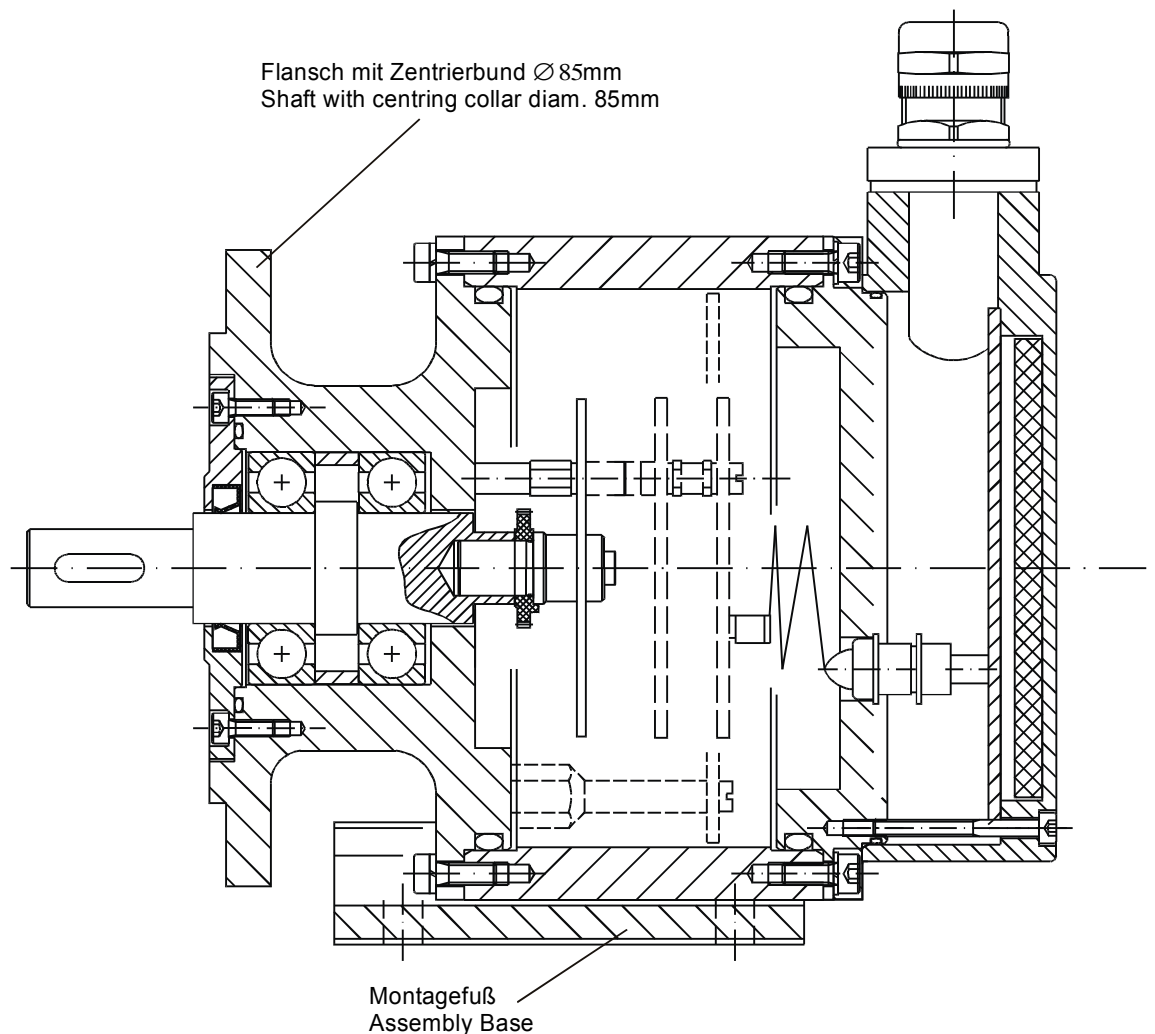 Flansch mit Zentrierbund ∅ 85mm
Shaft with centring collar diam. 85mm
Montagefuß
Assembly Base